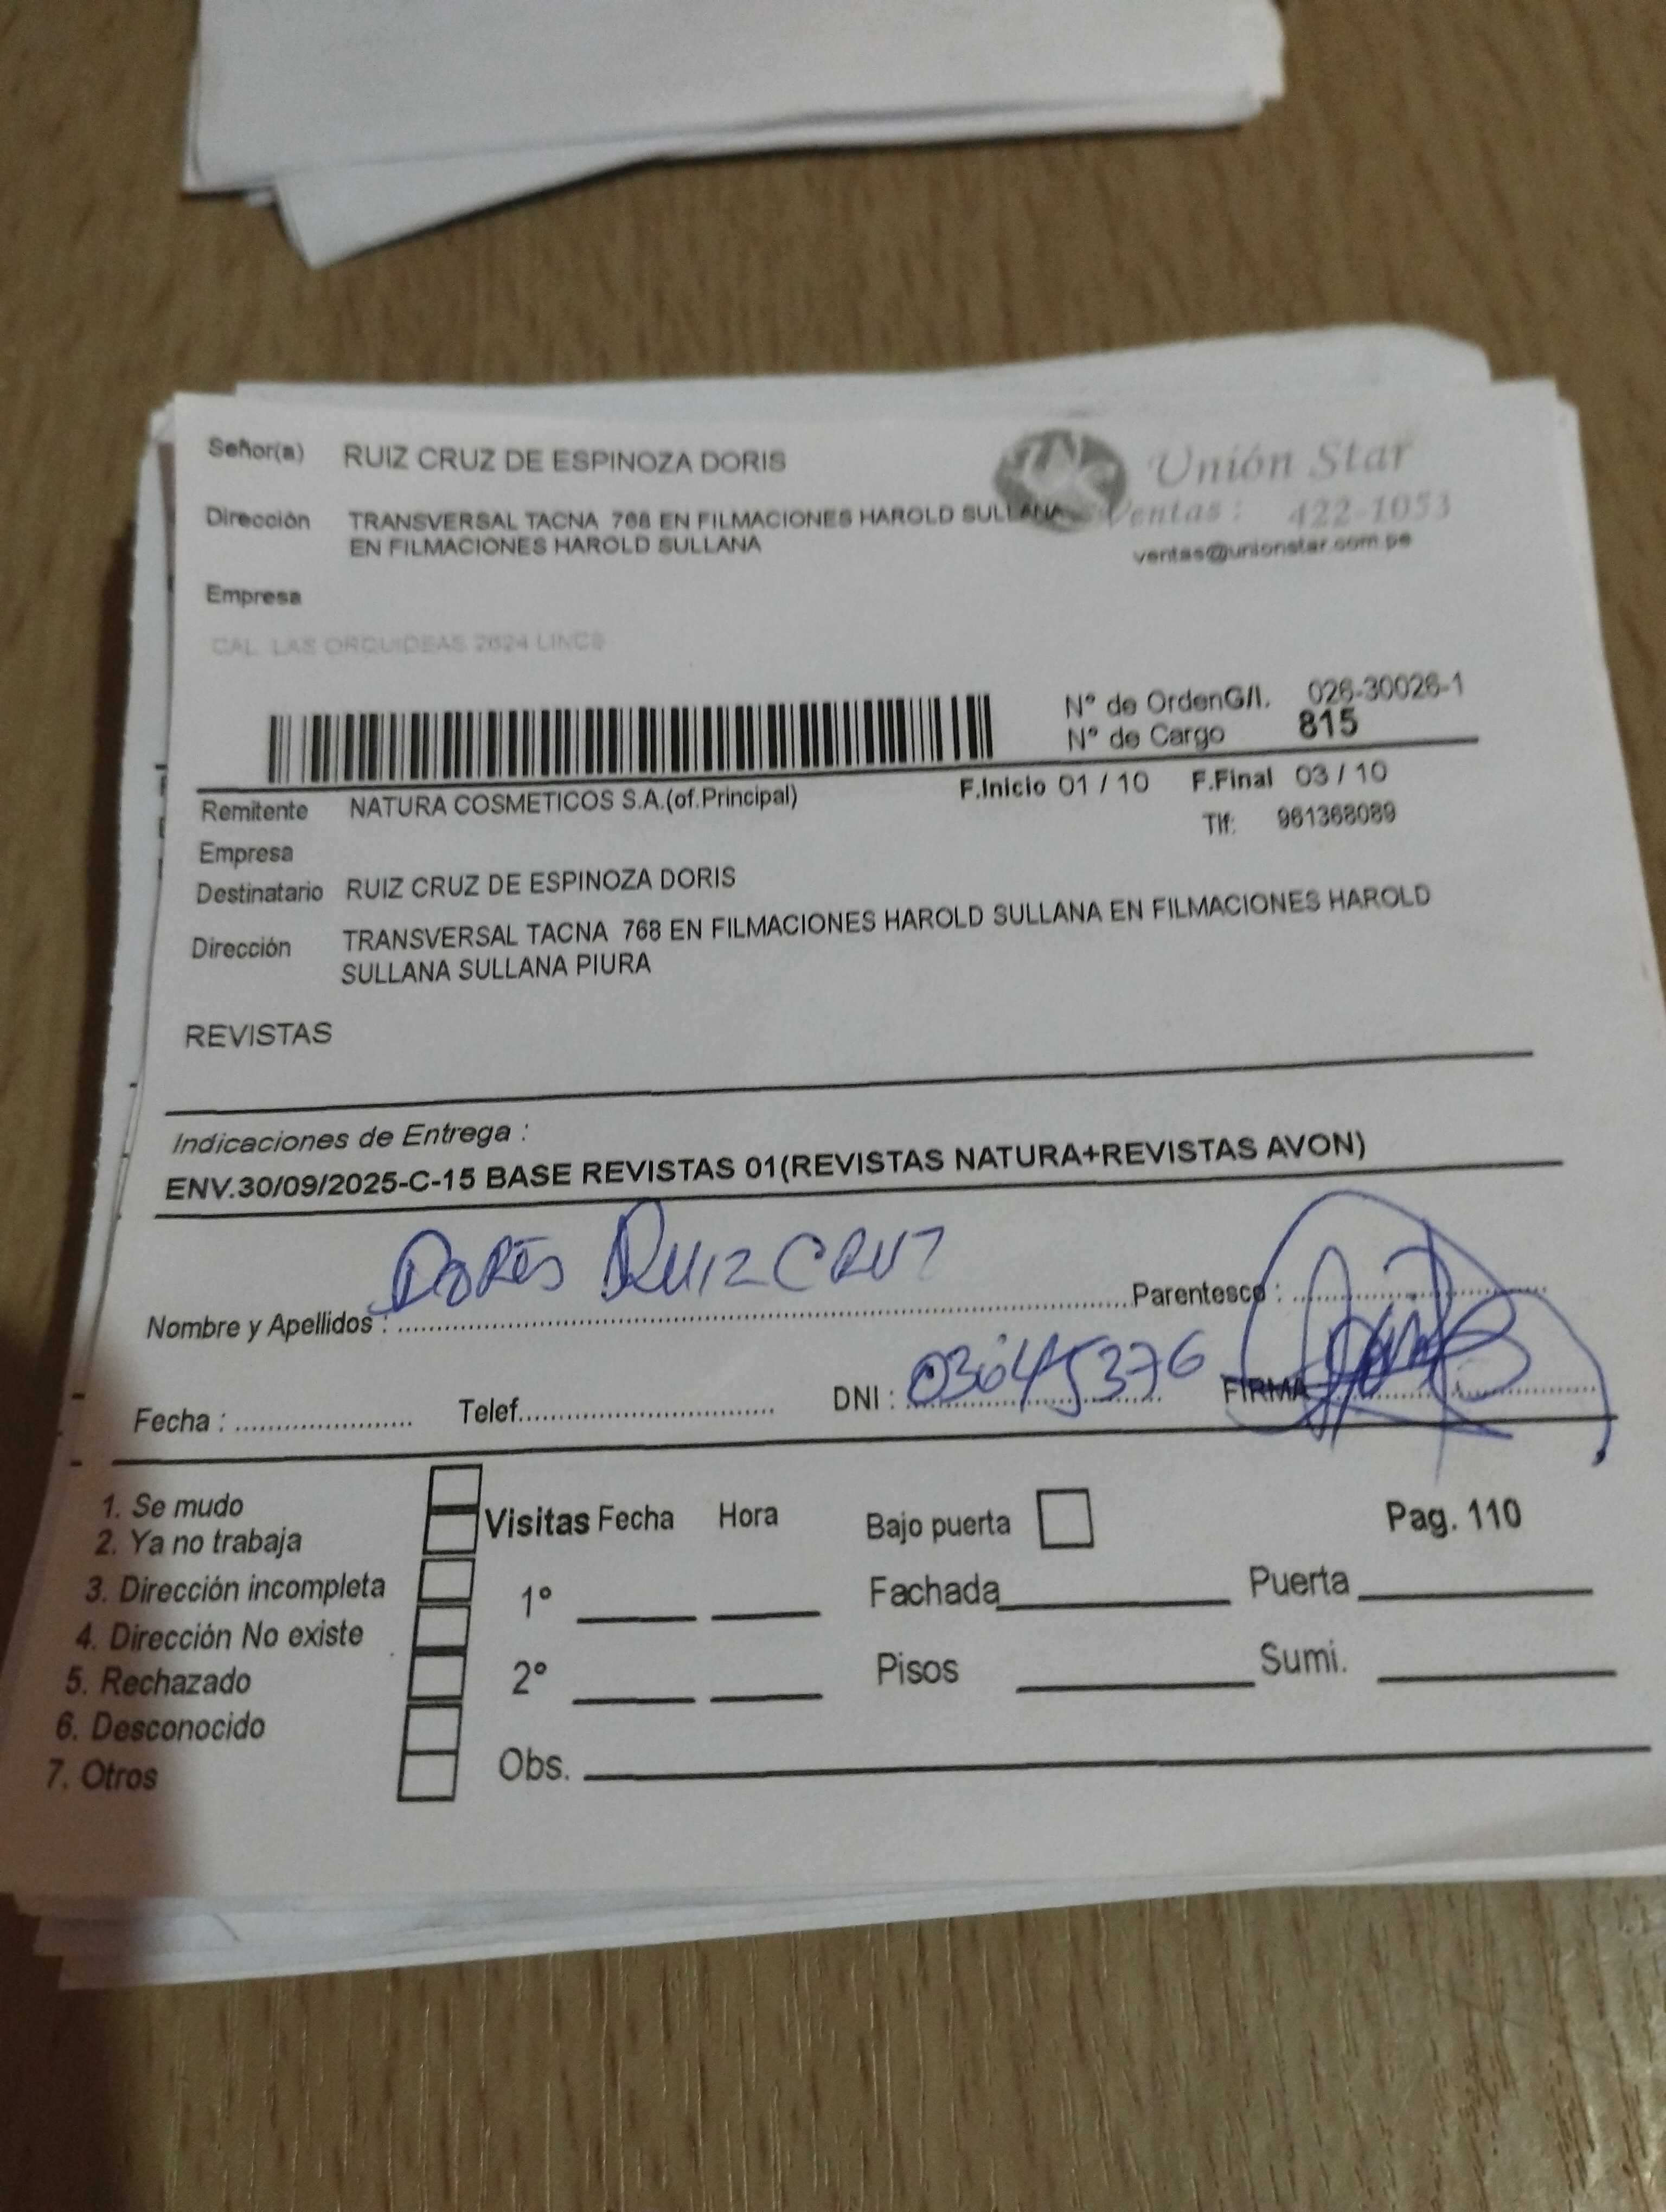 Señor(a) RUIZ CRUZ DE ESPINOZA DORIS
Unión Star
Dirección TRANSVERSAL TACNA 768 EN FILMACIONES HAROLD SULLANA
Ventas: 422-1053
EN FILMACIONES HAROLD SULLANA
ventas@unionstar.com.pe
Empresa
CAL. LAS ORQUIDEAS 2624 LINCE
N° de OrdenG/I. 026-30026-1
N° de Cargo 815
Remitente NATURA COSMETICOS S.A.(of.Principal) F.Inicio 01 / 10 F.Final 03 / 10
Tlf: 961368089
Empresa
Destinatario RUIZ CRUZ DE ESPINOZA DORIS
Dirección TRANSVERSAL TACNA 768 EN FILMACIONES HAROLD SULLANA EN FILMACIONES HAROLD
SULLANA SULLANA PIURA
REVISTAS
Indicaciones de Entrega :
ENV.30/09/2025-C-15 BASE REVISTAS 01(REVISTAS NATURA+REVISTAS AVON)
Nombre y Apellidos : DORIS RUIZ CRUZ Parentesco :
Fecha : Telef. DNI : 03645376 FIRMA
1. Se mudo
2. Ya no trabaja
3. Dirección incompleta
4. Dirección No existe
5. Rechazado
6. Desconocido
7. Otros
Visitas Fecha Hora
1°
2°
Obs.
Bajo puerta Pag. 110
Fachada Puerta
Pisos Sumi.